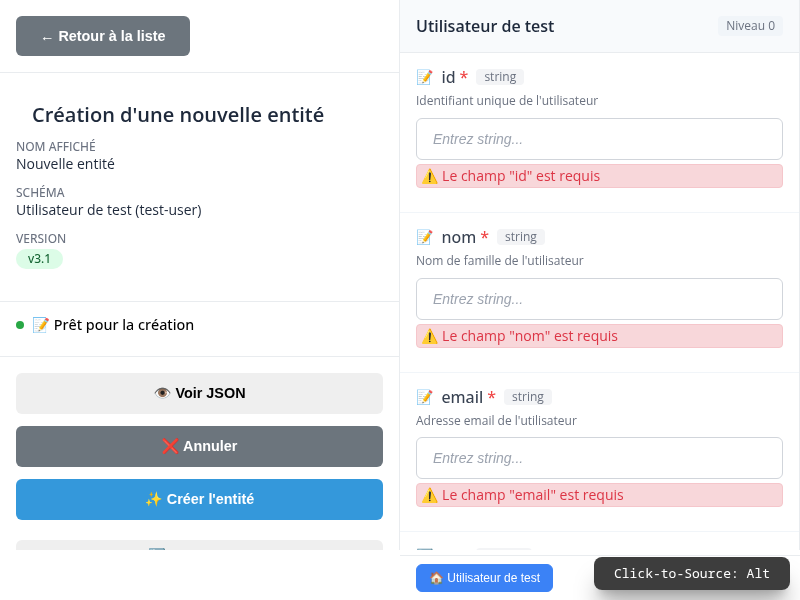 ← Retour à la liste
Création d'une nouvelle entité
NOM AFFICHÉ
Nouvelle entité
SCHÉMA
Utilisateur de test (test-user)
VERSION
v3.1
📝 Prêt pour la création
👁️ Voir JSON
❌ Annuler
✨ Créer l'entité
Utilisateur de test
Niveau 0
📝 id * string
Identifiant unique de l'utilisateur
Entrez string...
⚠️ Le champ "id" est requis
📝 nom * string
Nom de famille de l'utilisateur
Entrez string...
⚠️ Le champ "nom" est requis
📝 email * string
Adresse email de l'utilisateur
Entrez string...
⚠️ Le champ "email" est requis
🏠 Utilisateur de test
Click-to-Source: Alt